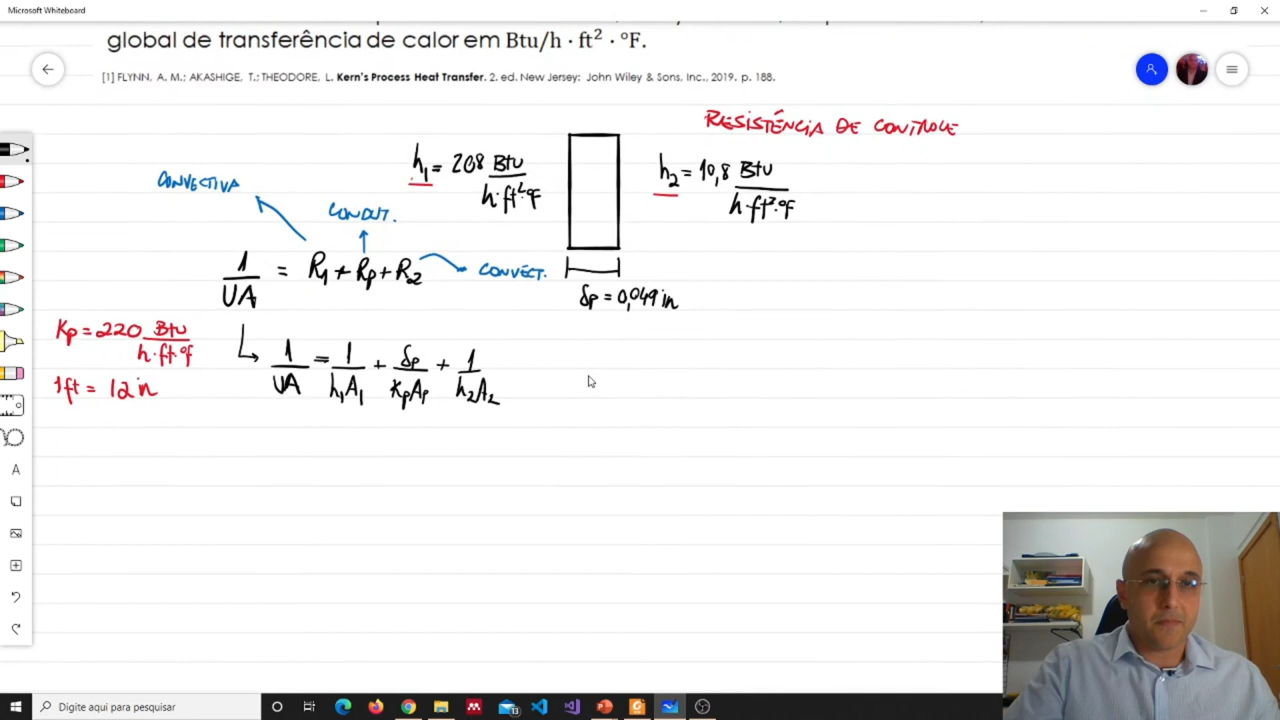 Microsoft Whiteboard
global de transferência de calor em Btu/h · ft² · °F.
[1] FLYNN, A. M.; AKASHIGE, T.; THEODORE, L. Kern's Process Heat Transfer. 2. ed. New Jersey: John Wiley & Sons, Inc., 2019. p. 188.
RESISTÊNCIA DE CONTROLE
h₁ = 208 Btu/h·ft²·°F
h₂ = 10,8 Btu/h·ft²·°F
CONVECTIVA
CONDUT.
1/UA = R₁ + Rp + R₂
CONVECT.
δp = 0,049 in
Kp = 220 Btu/h·ft·°F
1/UA = 1/h₁A₁ + δp/KpAp + 1/h₂A₂
1ft = 12 in
A
Digite aqui para pesquisar
13